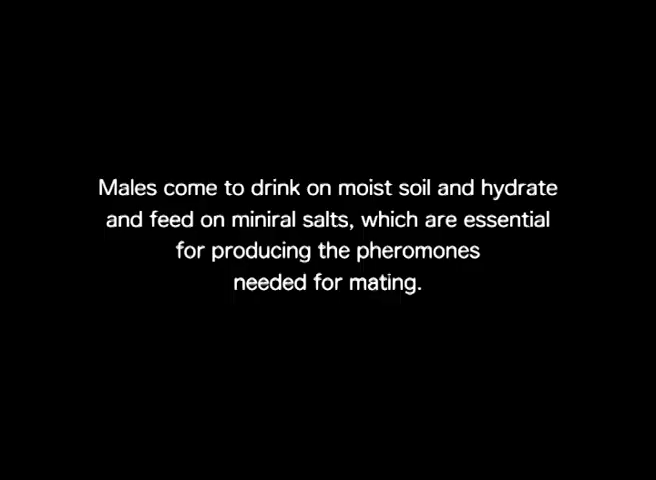 Males come to drink on moist soil and hydrate
and feed on miniral salts, which are essential
for producing the pheromones
needed for mating.